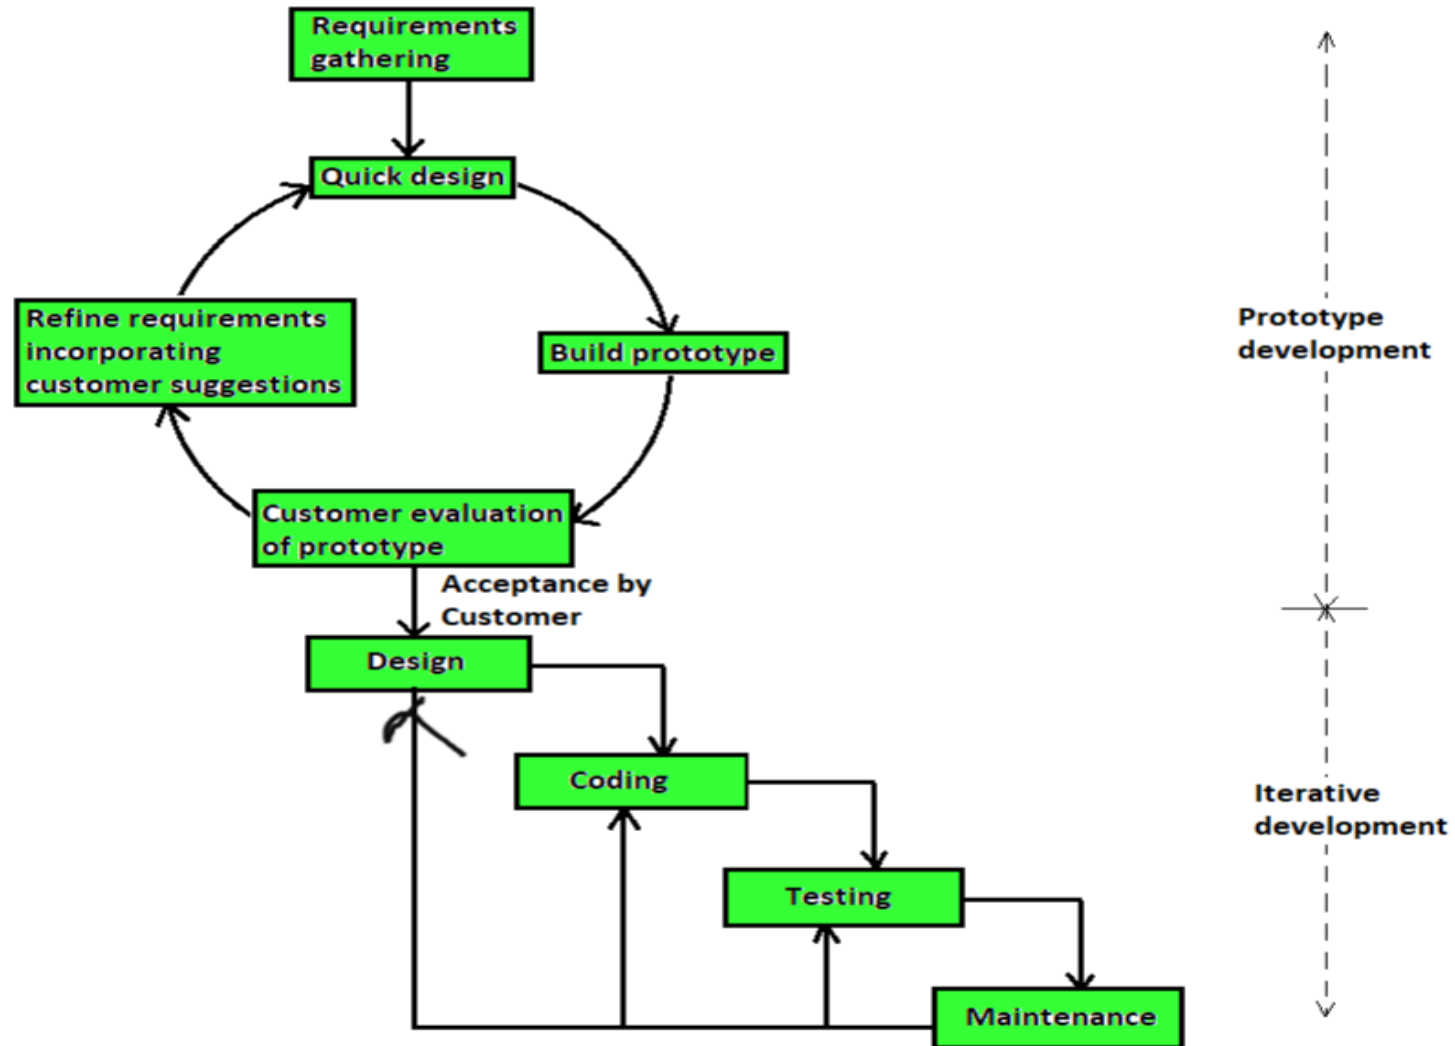 Requirements
gathering
Quick design
Refine requirements
incorporating
customer suggestions
Build prototype
Prototype
development
Customer evaluation
of prototype
Acceptance by
Customer
Design
Coding
Iterative
development
Testing
Maintenance